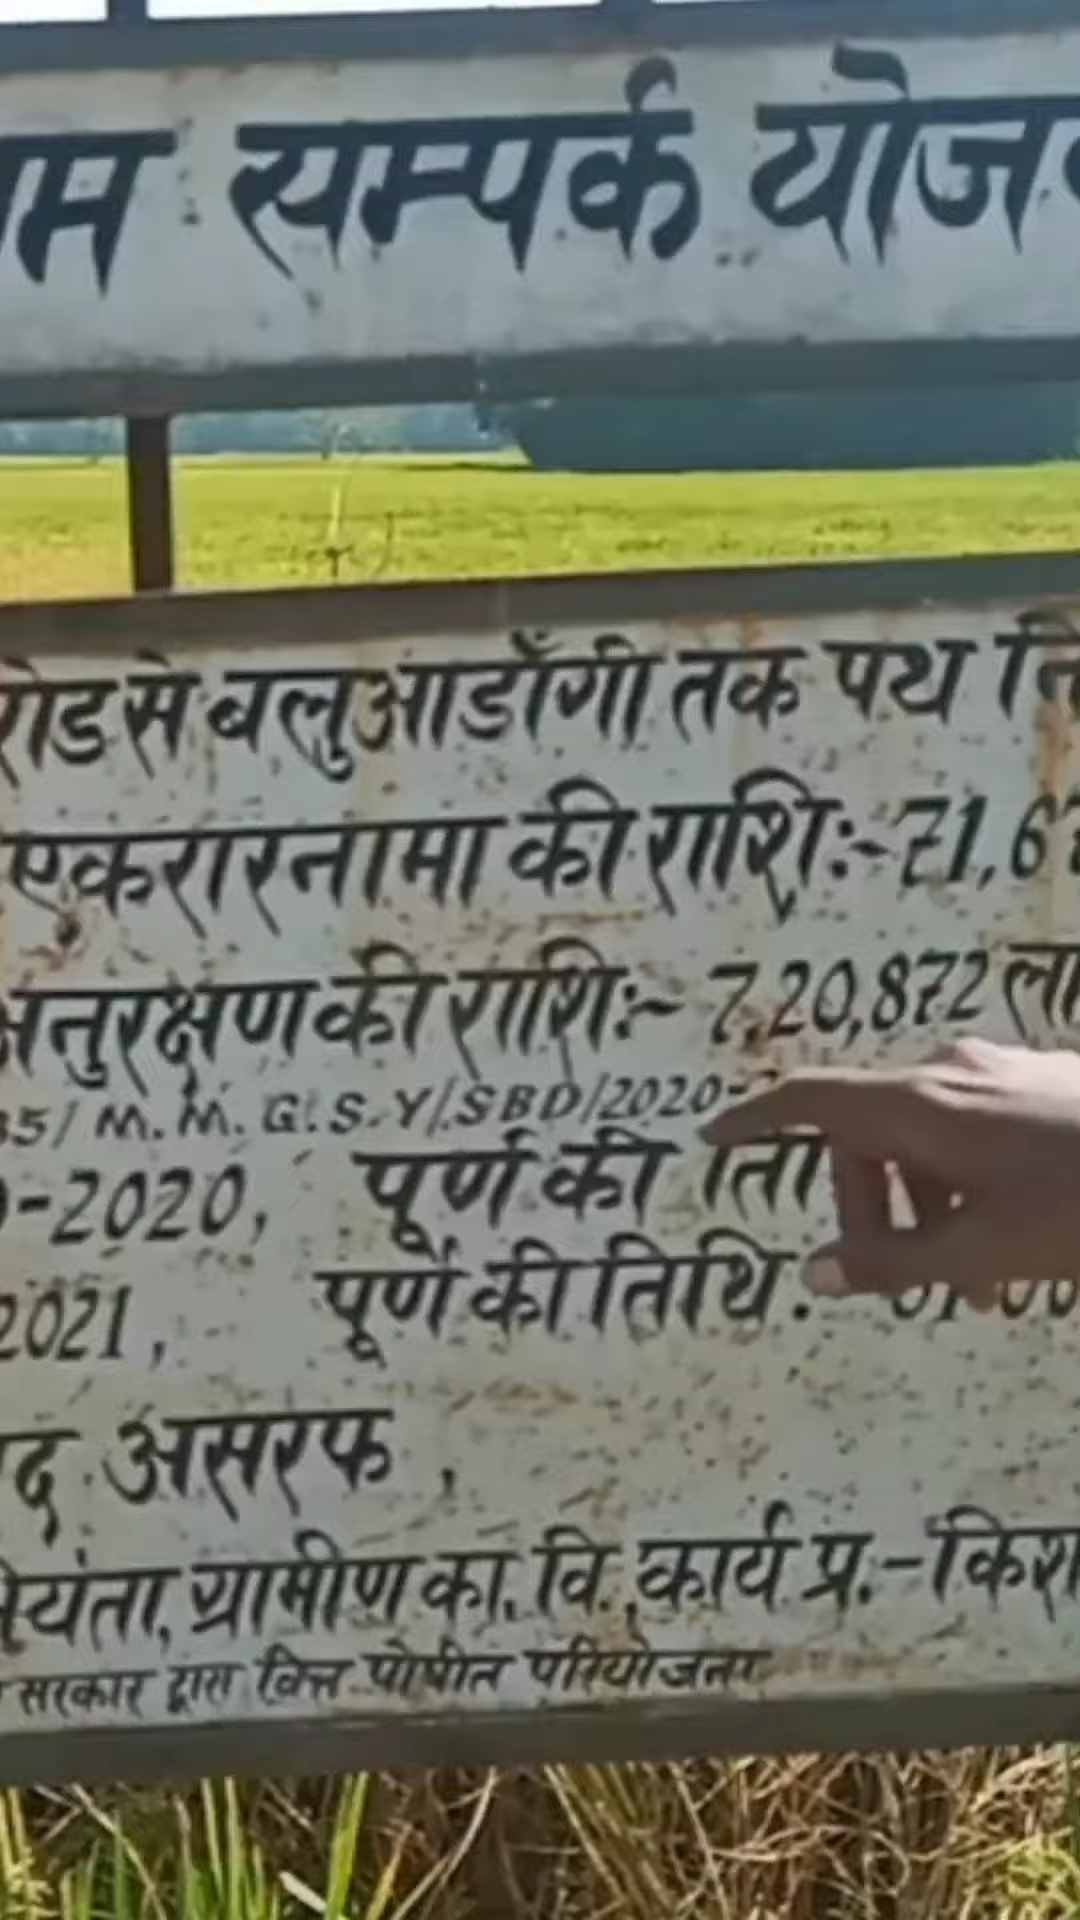 सम्पर्क योज
रोड से बलुआडाँगी तक पथ नि
एकरारनामा की राशि:- 71,6
अनुरक्षण की राशि:- 7,20,872 ला
35/ M.M.G.S.Y/SBD/2020-
-2020, पूर्ण की ति
2021, पूर्ण की तिथि.
असरफ,
ग्रामीण का. वि. कार्य प्र.- किश
सरकार द्वारा वित्त पोषीत परियोजना